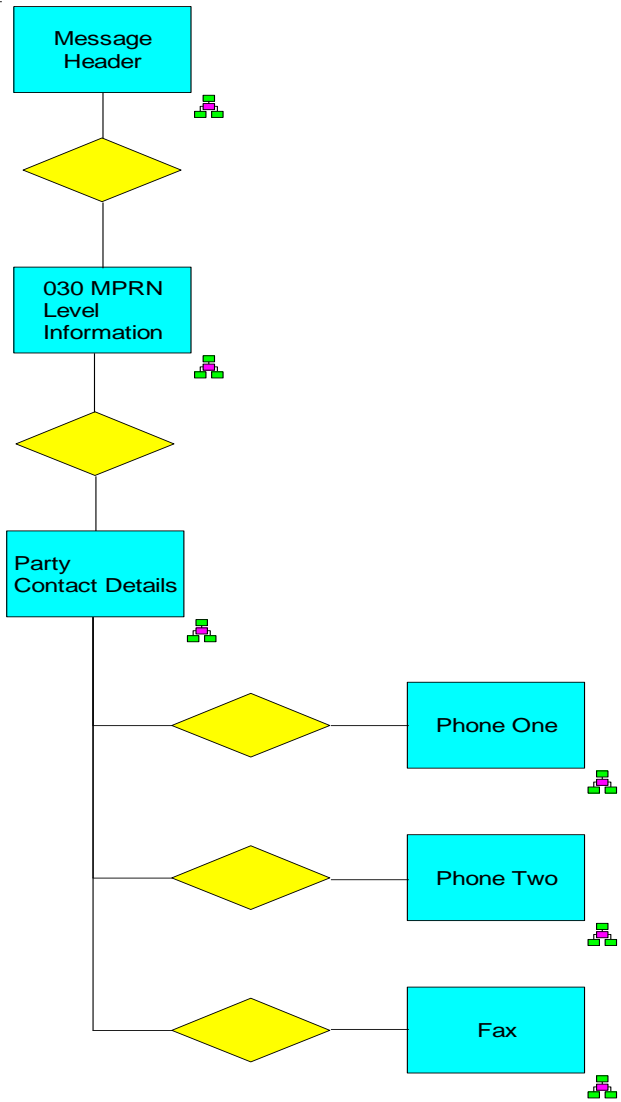 Message
Header
030 MPRN
Level
Information
Party
Contact Details
Phone One
Phone Two
Fax